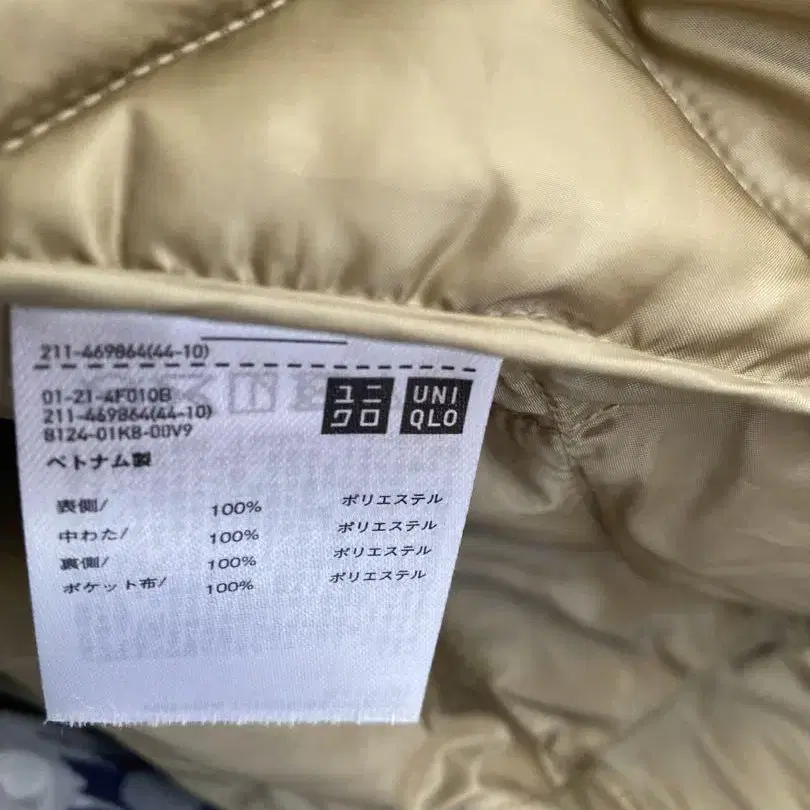 211-469864(44-10)
01-21-4F010B
211-469864(44-10)
8124-01K8-00V9
ユニ
クロ
UNI
QLO
ベトナム製
表側/ 100% ポリエステル
中わた/ 100% ポリエステル
裏側/ 100% ポリエステル
ポケット布/ 100% ポリエステル